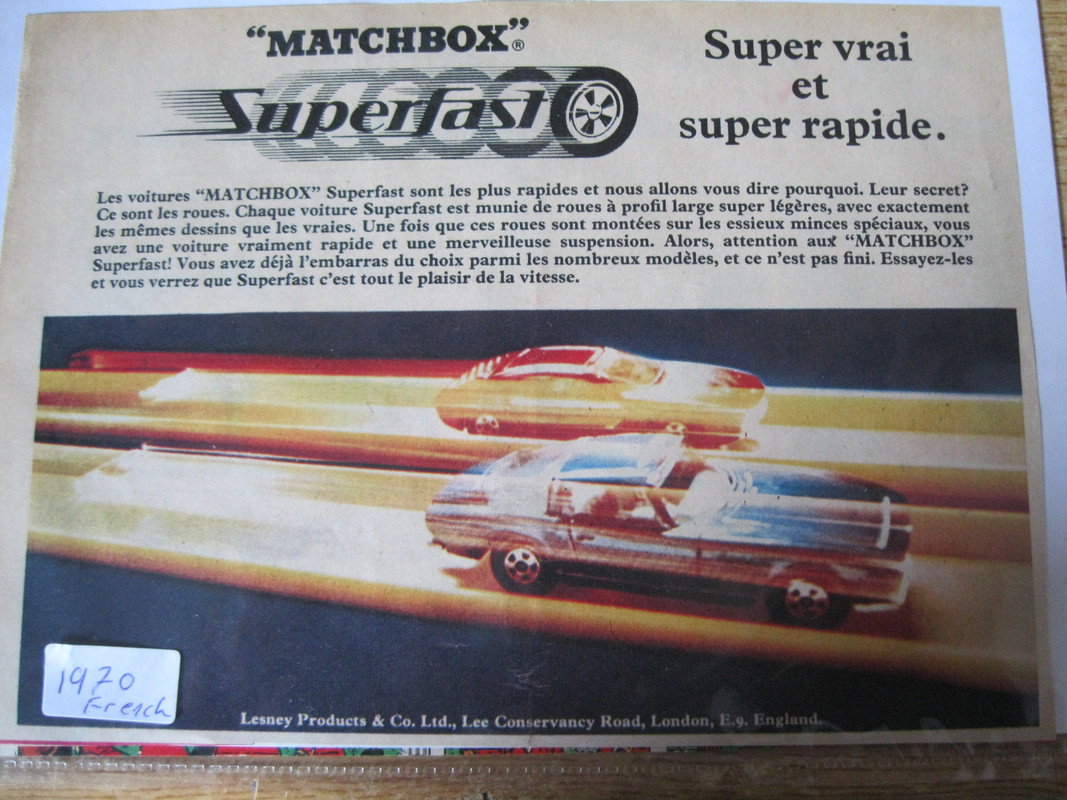 “MATCHBOX”®
Superfast
Super vrai
et
super rapide.
Les voitures “MATCHBOX” Superfast sont les plus rapides et nous allons vous dire pourquoi. Leur secret?
Ce sont les roues. Chaque voiture Superfast est munie de roues à profil large super légères, avec exactement
les mêmes dessins que les vraies. Une fois que ces roues sont montées sur les essieux minces spéciaux, vous
avez une voiture vraiment rapide et une merveilleuse suspension. Alors, attention aux “MATCHBOX”
Superfast! Vous avez déjà l’embarras du choix parmi les nombreux modèles, et ce n’est pas fini. Essayez-les
et vous verrez que Superfast c’est tout le plaisir de la vitesse.
1970
French
Lesney Products & Co. Ltd., Lee Conservancy Road, London, E.9. England.